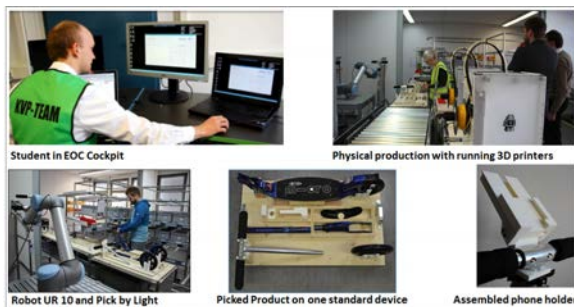 KVP-TEAM
Student in EOC Cockpit
Physical production with running 3D printers
Robot UR 10 and Pick by Light
micro
Picked Product on one standard device
Assembled phone holder